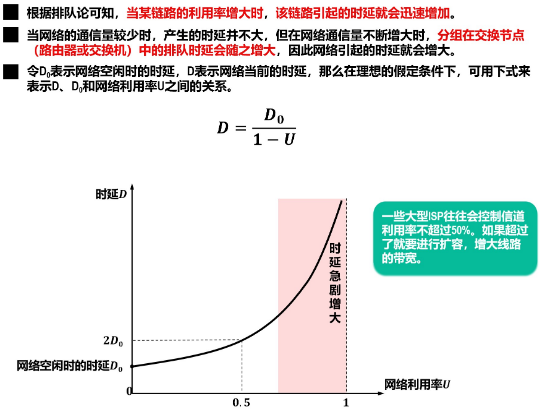 根据排队论可知，当某链路的利用率增大时，该链路引起的时延就会迅速增加。
当网络的通信量较少时，产生的时延并不大，但在网络通信量不断增大时，分组在交换节点
（路由器或交换机）中的排队时延会随之增大，因此网络引起的时延就会增大。
令D₀表示网络空闲时的时延，D表示网络当前的时延，那么在理想的假定条件下，可用下式来
表示D、D₀和网络利用率U之间的关系。
D = D₀ / (1 − U)
时延D
一些大型ISP往往会控制信道
利用率不超过50%。如果超过
了就要进行扩容，增大线路
的带宽。
时延急剧增大
2D₀
网络空闲时的时延D₀
0
0.5
1
网络利用率U